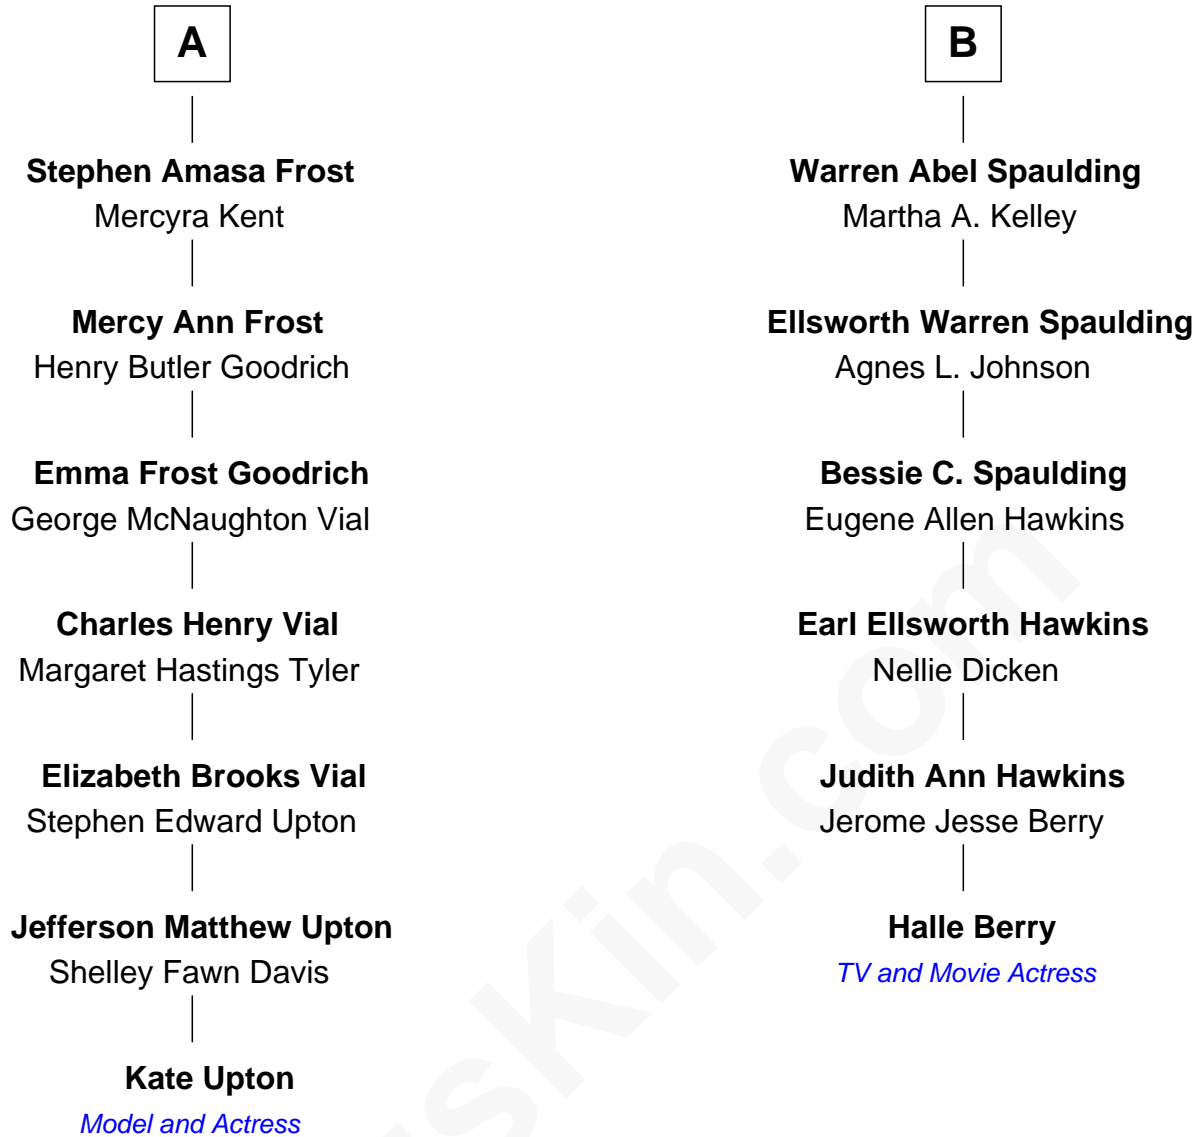 A
Stephen Amasa Frost
Mercyra Kent
Mercy Ann Frost
Henry Butler Goodrich
Emma Frost Goodrich
George McNaughton Vial
Charles Henry Vial
Margaret Hastings Tyler
Elizabeth Brooks Vial
Stephen Edward Upton
Jefferson Matthew Upton
Shelley Fawn Davis
Kate Upton
Model and Actress
B
Warren Abel Spaulding
Martha A. Kelley
Ellsworth Warren Spaulding
Agnes L. Johnson
Bessie C. Spaulding
Eugene Allen Hawkins
Earl Ellsworth Hawkins
Nellie Dicken
Judith Ann Hawkins
Jerome Jesse Berry
Halle Berry
TV and Movie Actress
sKin.com